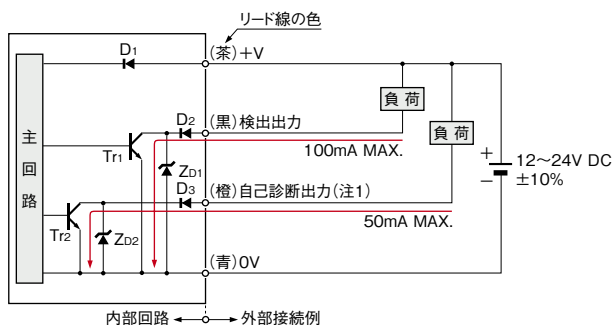 リード線の色
D1
(茶)+V
主回路
D2
(黒)検出出力
負荷
100mA MAX.
負荷
Tr1
ZD1
D3
(橙)自己診断出力(注1)
50mA MAX.
+
−
12〜24V DC
±10%
Tr2
ZD2
(青)0V
内部回路
外部接続例